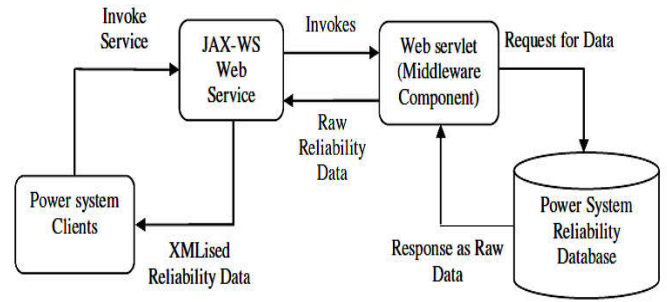 Invoke
Service
JAX-WS
Web
Service
Invokes
Web servlet
(Middleware
Component)
Request for Data
Raw
Reliability
Data
Power system
Clients
XMLised
Reliability Data
Response as Raw
Data
Power System
Reliability
Database